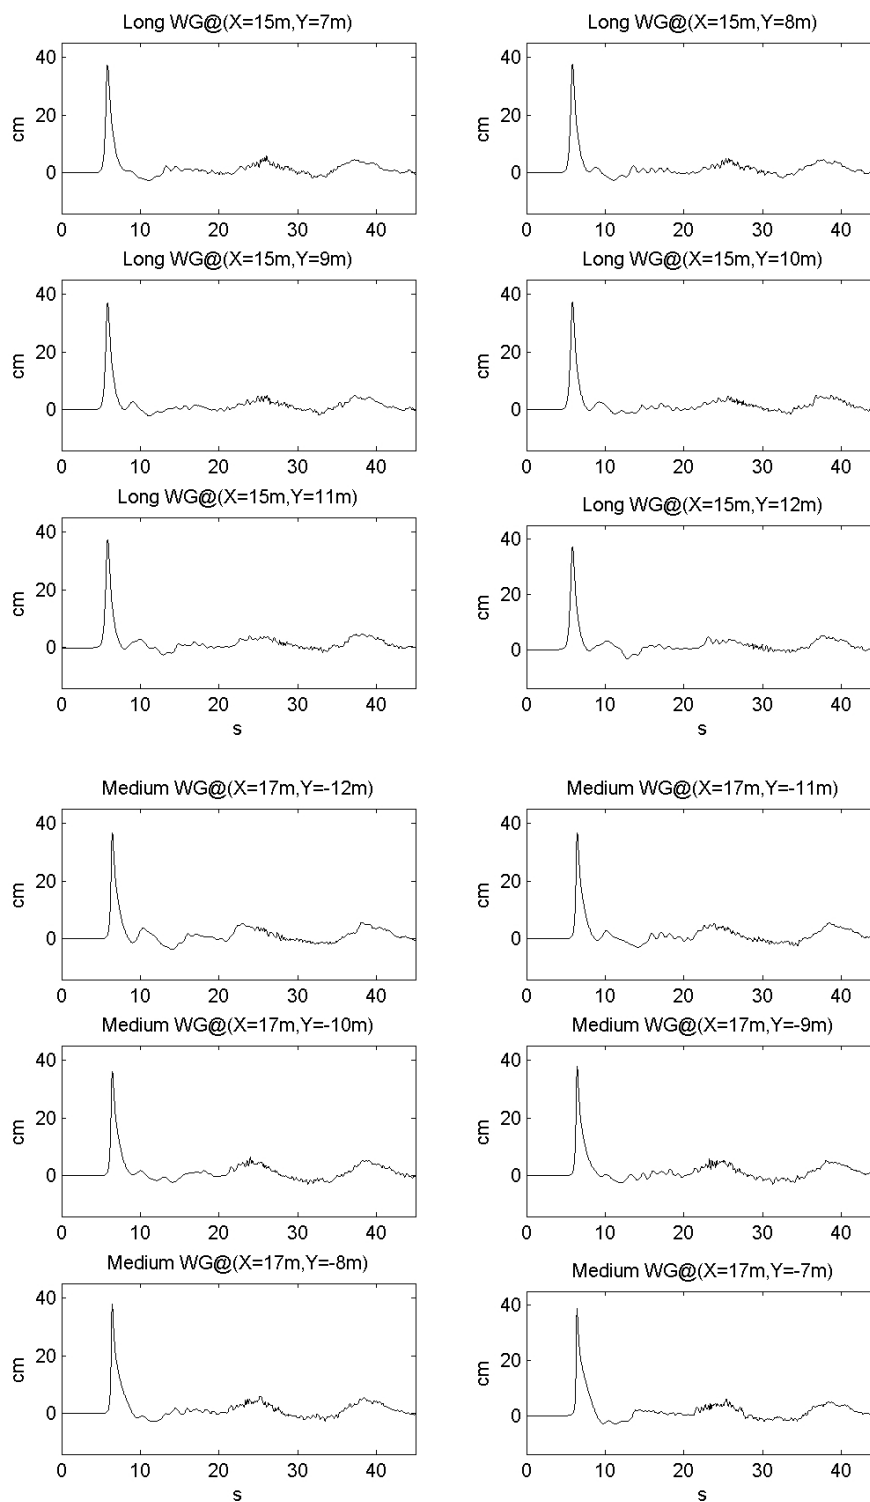 Long WG@(X=15m,Y=7m) Long WG@(X=15m,Y=8m)
40 40
cm 20 cm 20
0 0
0 10 20 30 40 0 10 20 30 40
Long WG@(X=15m,Y=9m) Long WG@(X=15m,Y=10m)
40 40
cm 20 cm 20
0 0
0 10 20 30 40 0 10 20 30 40
Long WG@(X=15m,Y=11m) Long WG@(X=15m,Y=12m)
40 40
cm 20 cm 20
0 0
0 10 20 30 40 0 10 20 30 40
s s
Medium WG@(X=17m,Y=-12m) Medium WG@(X=17m,Y=-11m)
40 40
cm 20 cm 20
0 0
0 10 20 30 40 0 10 20 30 40
Medium WG@(X=17m,Y=-10m) Medium WG@(X=17m,Y=-9m)
40 40
cm 20 cm 20
0 0
0 10 20 30 40 0 10 20 30 40
Medium WG@(X=17m,Y=-8m) Medium WG@(X=17m,Y=-7m)
40 40
cm 20 cm 20
0 0
0 10 20 30 40 0 10 20 30 40
s s